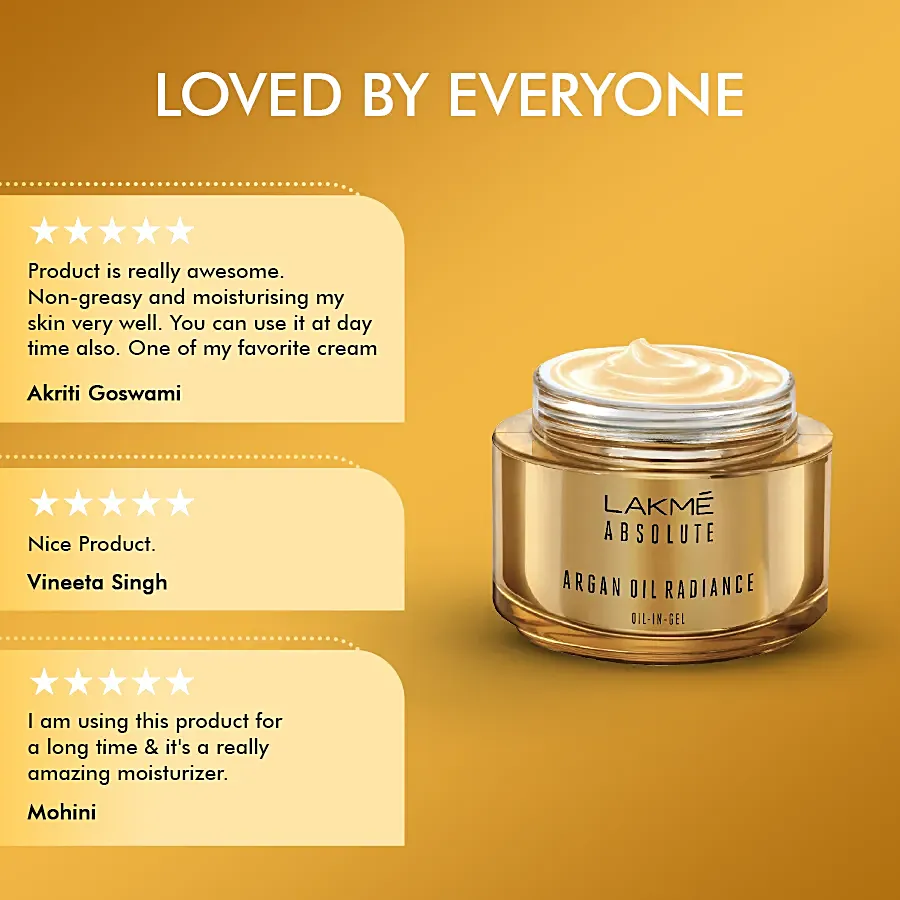 LOVED BY EVERYONE
Product is really awesome.
Non-greasy and moisturising my
skin very well. You can use it at day
time also. One of my favorite cream
Akriti Goswami
Nice Product.
Vineeta Singh
I am using this product for
a long time & it's a really
amazing moisturizer.
Mohini
LAKMÉ
ABSOLUTE
ARGAN OIL RADIANCE
OIL-IN-GEL